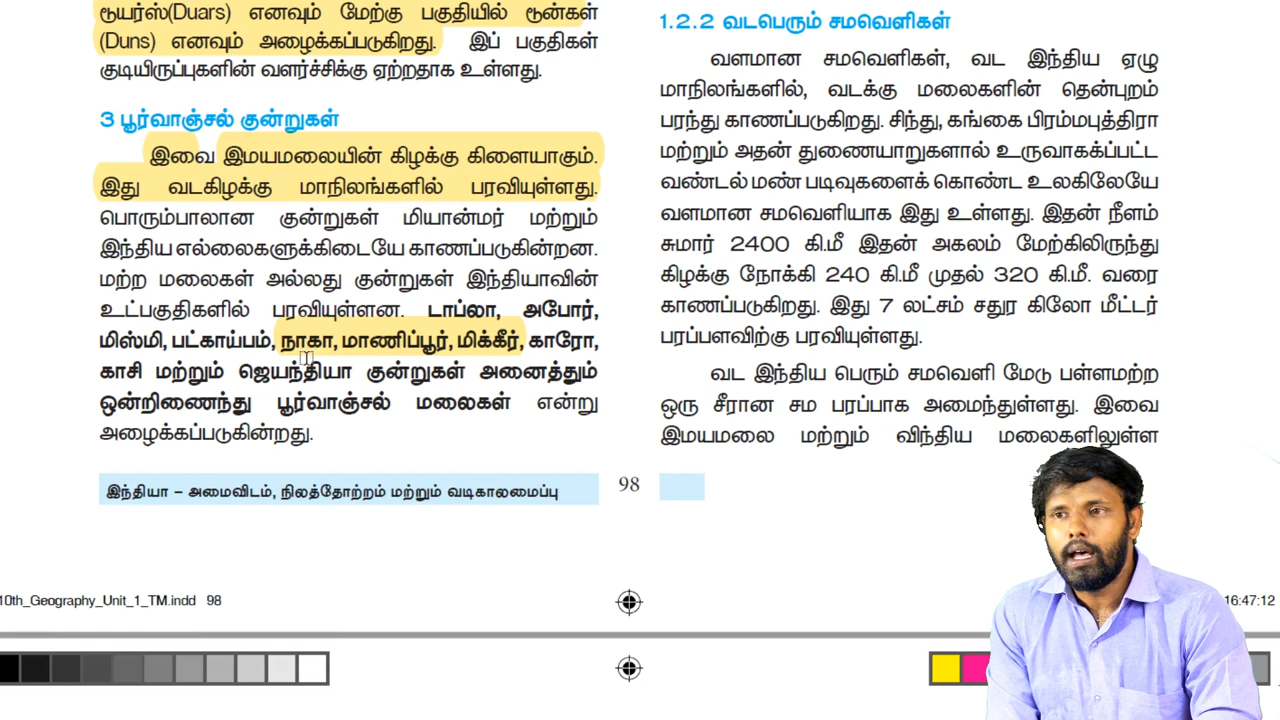 டூயர்ஸ்(Duars) எனவும் மேற்கு பகுதியில் டூன்கள்
(Duns) எனவும் அழைக்கப்படுகிறது. இப் பகுதிகள்
குடியிருப்புகளின் வளர்ச்சிக்கு ஏற்றதாக உள்ளது.
3 பூர்வாஞ்சல் குன்றுகள்
இவை இமயமலையின் கிழக்கு கிளையாகும்.
இது வடகிழக்கு மாநிலங்களில் பரவியுள்ளது.
பொரும்பாலான குன்றுகள் மியான்மர் மற்றும்
இந்திய எல்லைகளுக்கிடையே காணப்படுகின்றன.
மற்ற மலைகள் அல்லது குன்றுகள் இந்தியாவின்
உட்பகுதிகளில் பரவியுள்ளன. டாப்லா, அபோர்,
மிஸ்மி, பட்காய்பம், நாகா, மாணிப்பூர், மிக்கீர், காரோ,
காசி மற்றும் ஜெயந்தியா குன்றுகள் அனைத்தும்
ஒன்றிணைந்து பூர்வாஞ்சல் மலைகள் என்று
அழைக்கப்படுகின்றது.
இந்தியா – அமைவிடம், நிலத்தோற்றம் மற்றும் வடிகாலமைப்பு
98
1.2.2 வடபெரும் சமவெளிகள்
வளமான சமவெளிகள், வட இந்திய ஏழு
மாநிலங்களில், வடக்கு மலைகளின் தென்புறம்
பரந்து காணப்படுகிறது. சிந்து, கங்கை பிரம்மபுத்திரா
மற்றும் அதன் துணையாறுகளால் உருவாகக்ப்பட்ட
வண்டல் மண் படிவுகளைக் கொண்ட உலகிலேயே
வளமான சமவெளியாக இது உள்ளது. இதன் நீளம்
சுமார் 2400 கி.மீ இதன் அகலம் மேற்கிலிருந்து
கிழக்கு நோக்கி 240 கி.மீ முதல் 320 கி.மீ. வரை
காணப்படுகிறது. இது 7 லட்சம் சதுர கிலோ மீட்டர்
பரப்பளவிற்கு பரவியுள்ளது.
வட இந்திய பெரும் சமவெளி மேடு பள்ளமற்ற
ஒரு சீரான சம பரப்பாக அமைந்துள்ளது. இவை
இமயமலை மற்றும் விந்திய மலைகளிலுள்ள
10th_Geography_Unit_1_TM.indd 98
16:47:12